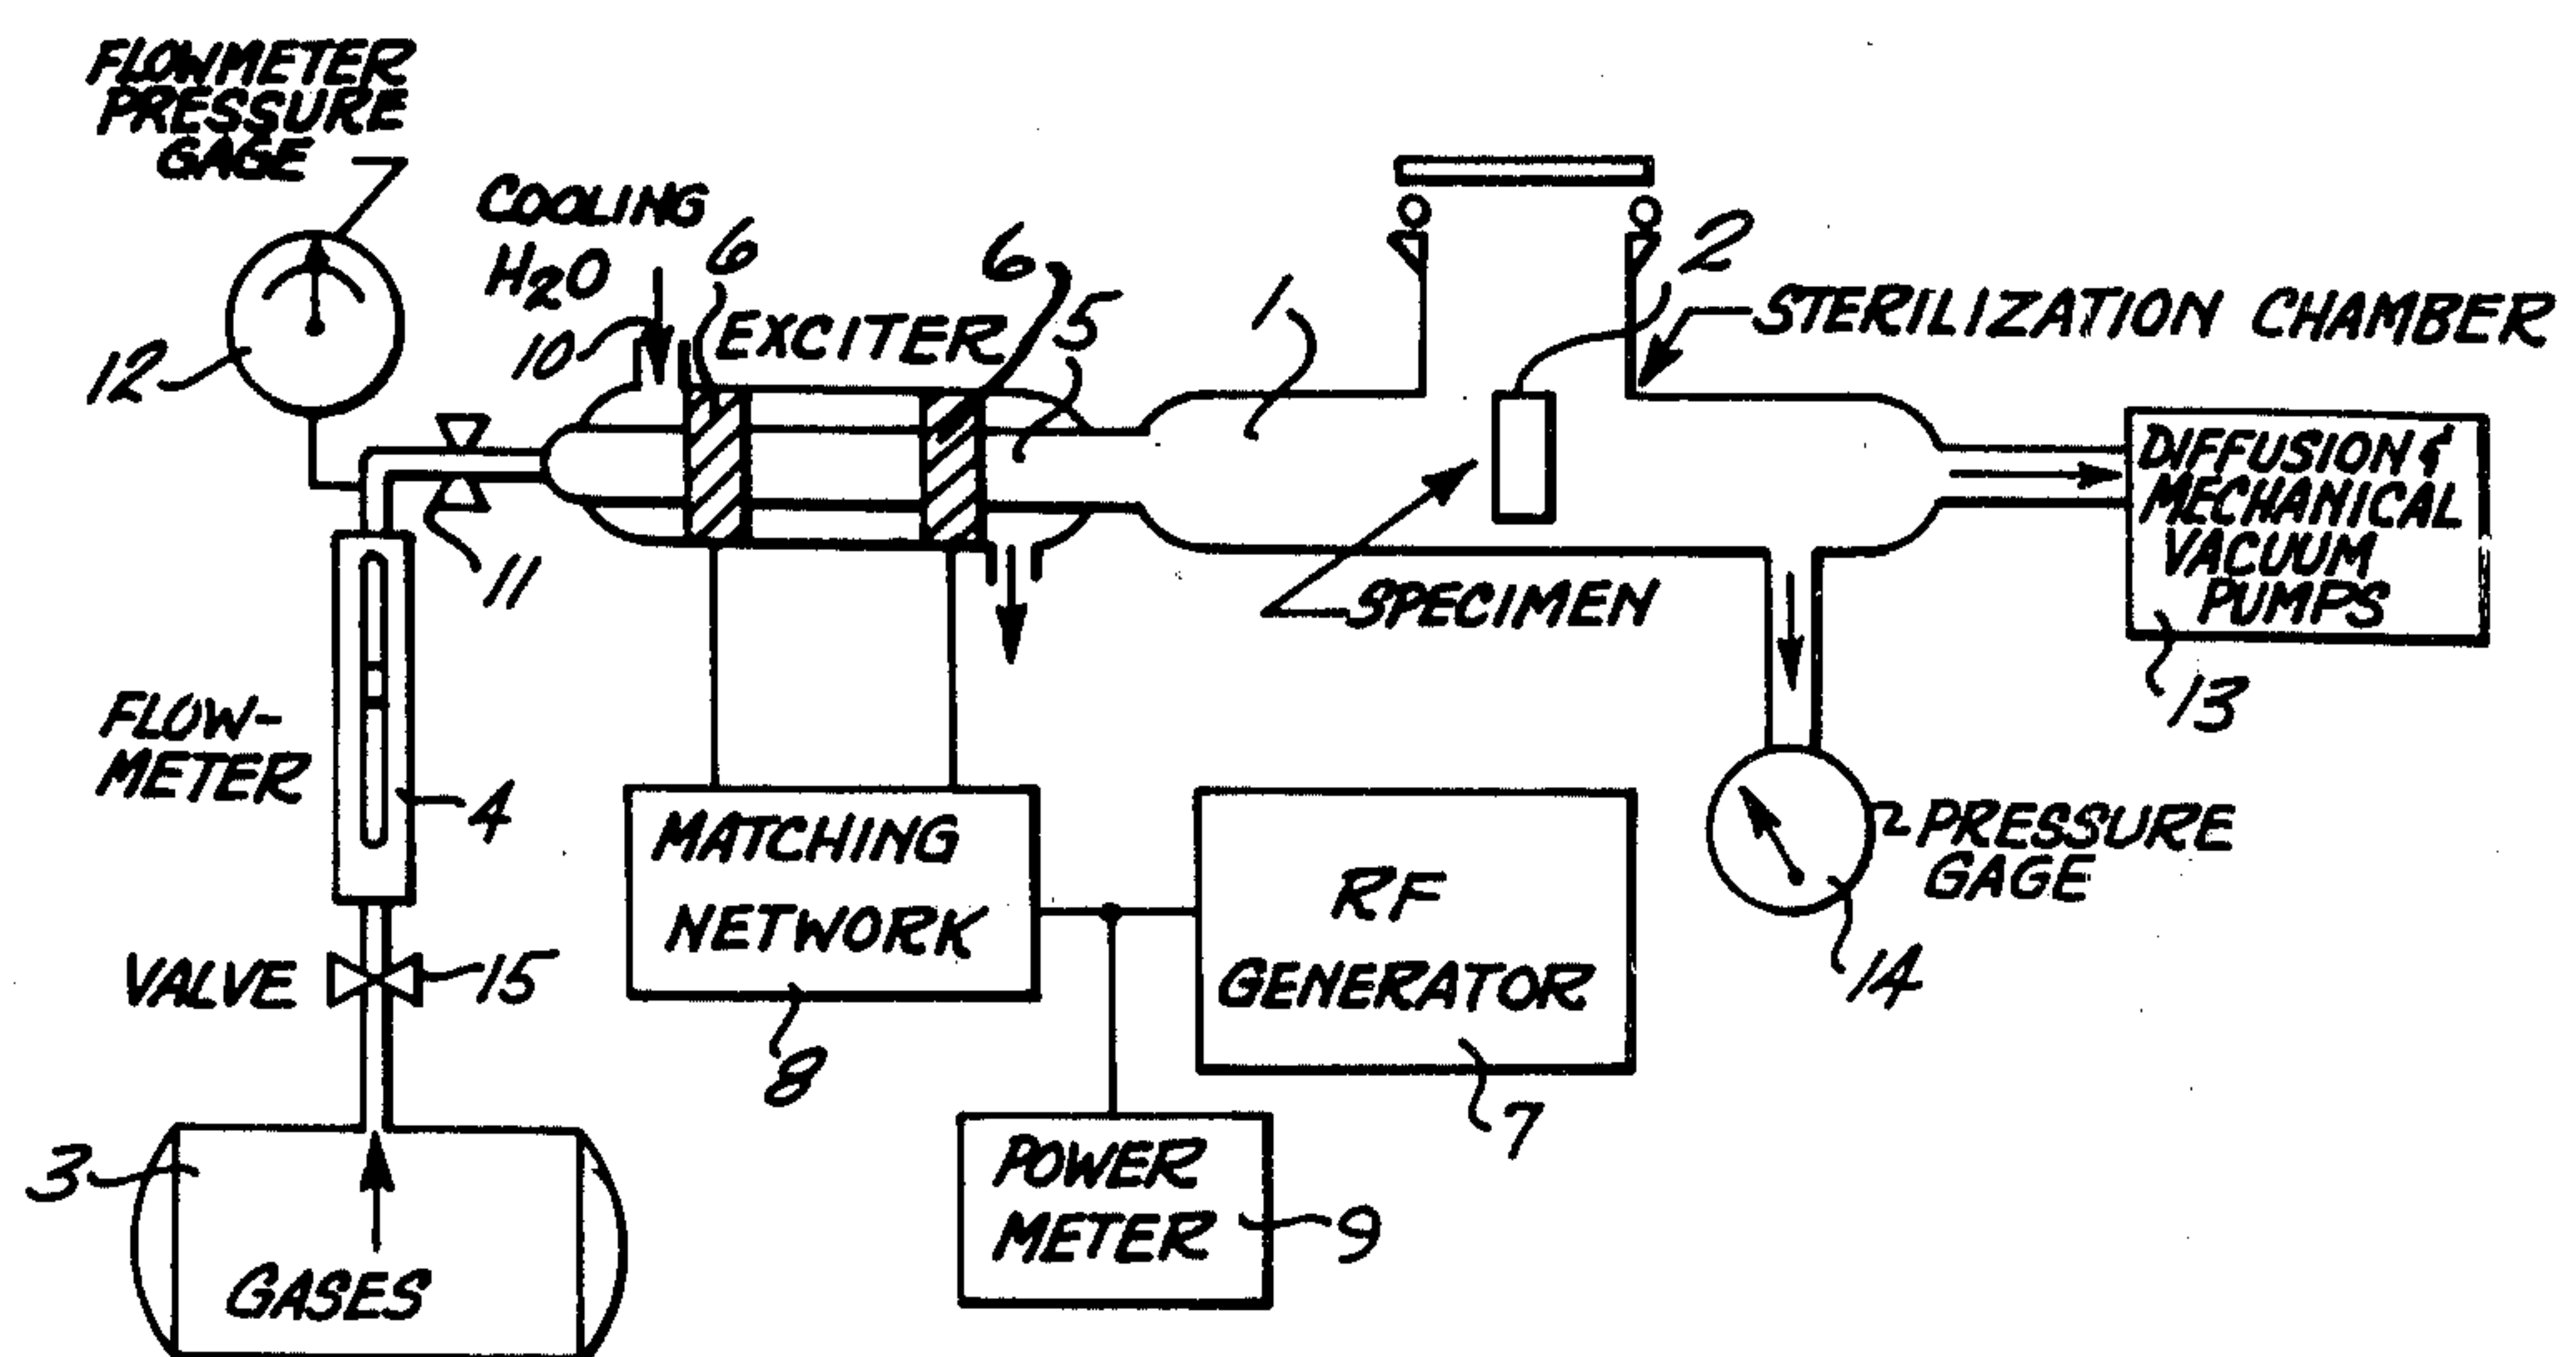 FLOWMETER
PRESSURE
GAGE
12
COOLING
H2O
10
6
EXCITER
6
5
1
2
STERILIZATION CHAMBER
11
SPECIMEN
DIFFUSION &
MECHANICAL
VACUUM
PUMPS
13
FLOW-
METER
4
MATCHING
NETWORK
8
RF
GENERATOR
7
PRESSURE
GAGE
14
VALVE
15
POWER
METER
9
3
GASES